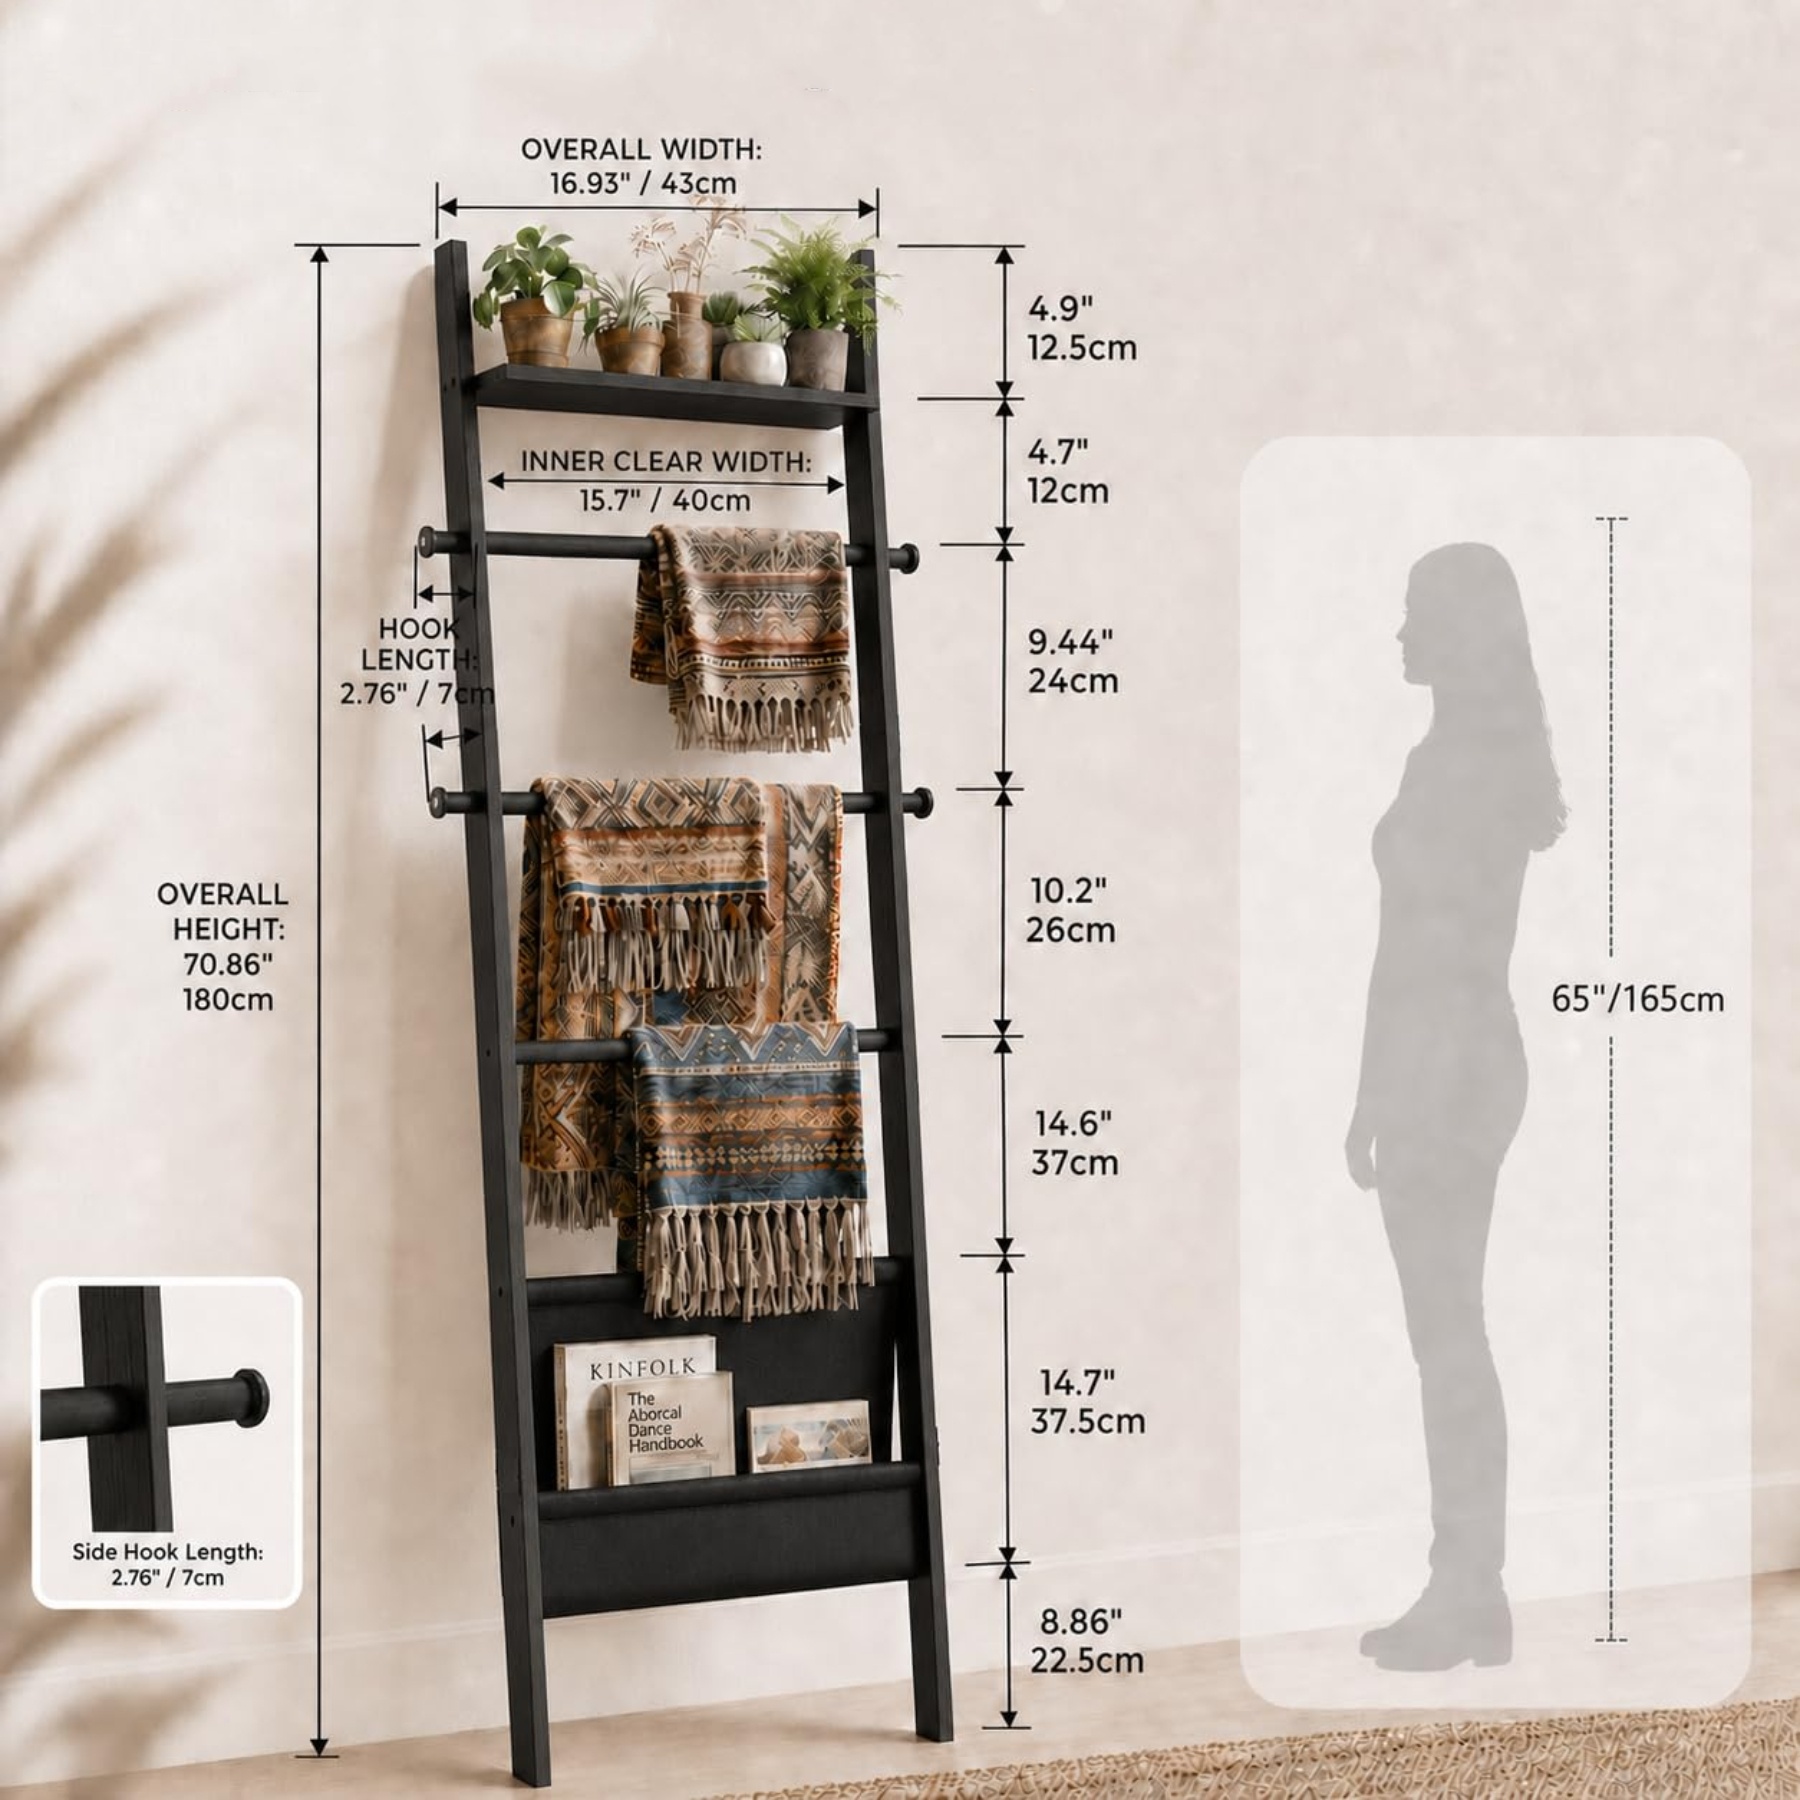 OVERALL WIDTH:
16.93" / 43cm
4.9"
12.5cm
4.7"
12cm
INNER CLEAR WIDTH:
15.7" / 40cm
HOOK
LENGTH:
2.76" / 7cm
9.44"
24cm
OVERALL
HEIGHT:
70.86"
180cm
10.2"
26cm
65"/165cm
14.6"
37cm
KINFOLK
The
Aborcal
Dance
Handbook
14.7"
37.5cm
Side Hook Length:
2.76" / 7cm
8.86"
22.5cm